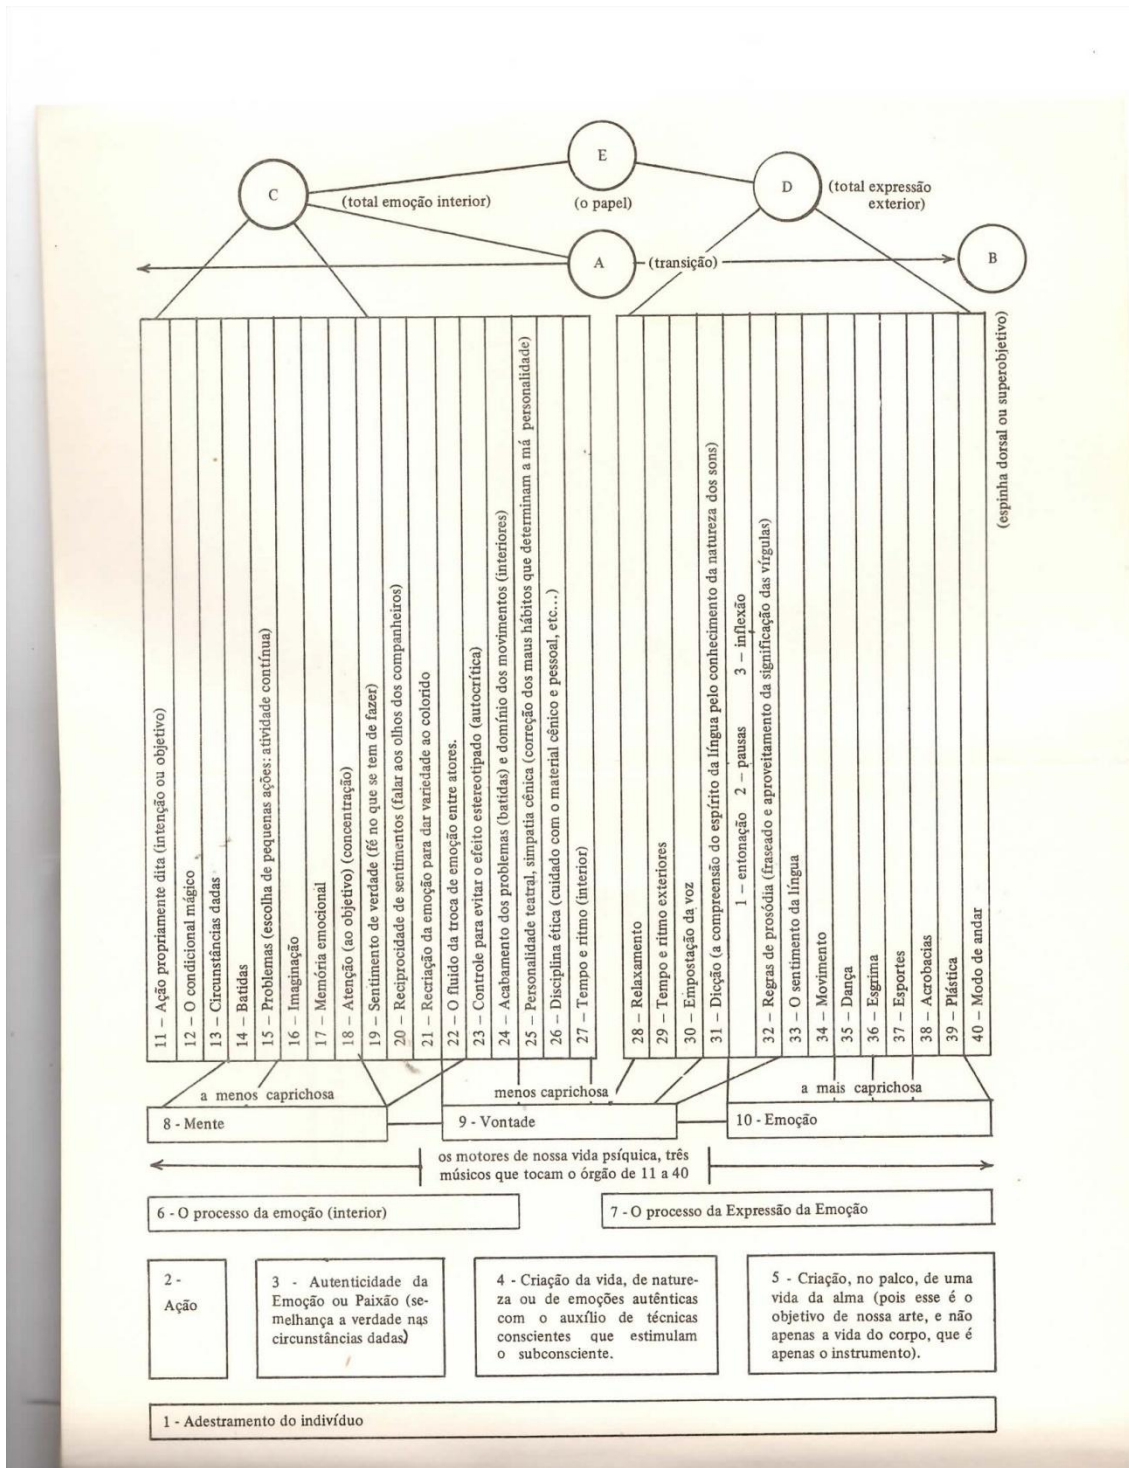 E
C
D
(total emoção interior)
(o papel)
(total expressão
exterior)
A
(transição)
B
(espinha dorsal ou superobjetivo)
11 – Ação propriamente dita (intenção ou objetivo)
12 – O condicional mágico
13 – Circunstâncias dadas
14 – Batidas
15 – Problemas (escolha de pequenas ações: atividade contínua)
16 – Imaginação
17 – Memória emocional
18 – Atenção (ao objetivo) (concentração)
19 – Sentimento de verdade (fé no que se tem de fazer)
20 – Reciprocidade de sentimentos (falar aos olhos dos companheiros)
21 – Recriação da emoção para dar variedade ao colorido
22 – O fluido da troca de emoção entre atores.
23 – Controle para evitar o efeito estereotipado (autocrítica)
24 – Acabamento dos problemas (batidas) e domínio dos movimentos (interiores)
25 – Personalidade teatral, simpatia cênica (correção dos maus hábitos que determinam a má personalidade)
26 – Disciplina ética (cuidado com o material cênico e pessoal, etc...)
27 – Tempo e ritmo (interior)
28 – Relaxamento
29 – Tempo e ritmo exteriores
30 – Empostação da voz
31 – Dicção (a compreensão do espírito da língua pelo conhecimento da natureza dos sons)
1 – entonação 2 – pausas 3 – inflexão
32 – Regras de prosódia (fraseado e aproveitamento da significação das vírgulas)
33 – O sentimento da língua
34 – Movimento
35 – Dança
36 – Esgrima
37 – Esportes
38 – Acrobacias
39 – Plástica
40 – Modo de andar
a menos caprichosa
menos caprichosa
a mais caprichosa
8 - Mente
9 - Vontade
10 - Emoção
os motores de nossa vida psíquica, três
músicos que tocam o órgão de 11 a 40
6 - O processo da emoção (interior)
7 - O processo da Expressão da Emoção
2 -
Ação
3 - Autenticidade da
Emoção ou Paixão (se-
melhança a verdade nas
circunstâncias dadas)
4 - Criação da vida, de nature-
za ou de emoções autênticas
com o auxílio de técnicas
conscientes que estimulam
o subconsciente.
5 - Criação, no palco, de uma
vida da alma (pois esse é o
objetivo de nossa arte, e não
apenas a vida do corpo, que é
apenas o instrumento).
1 - Adestramento do indivíduo